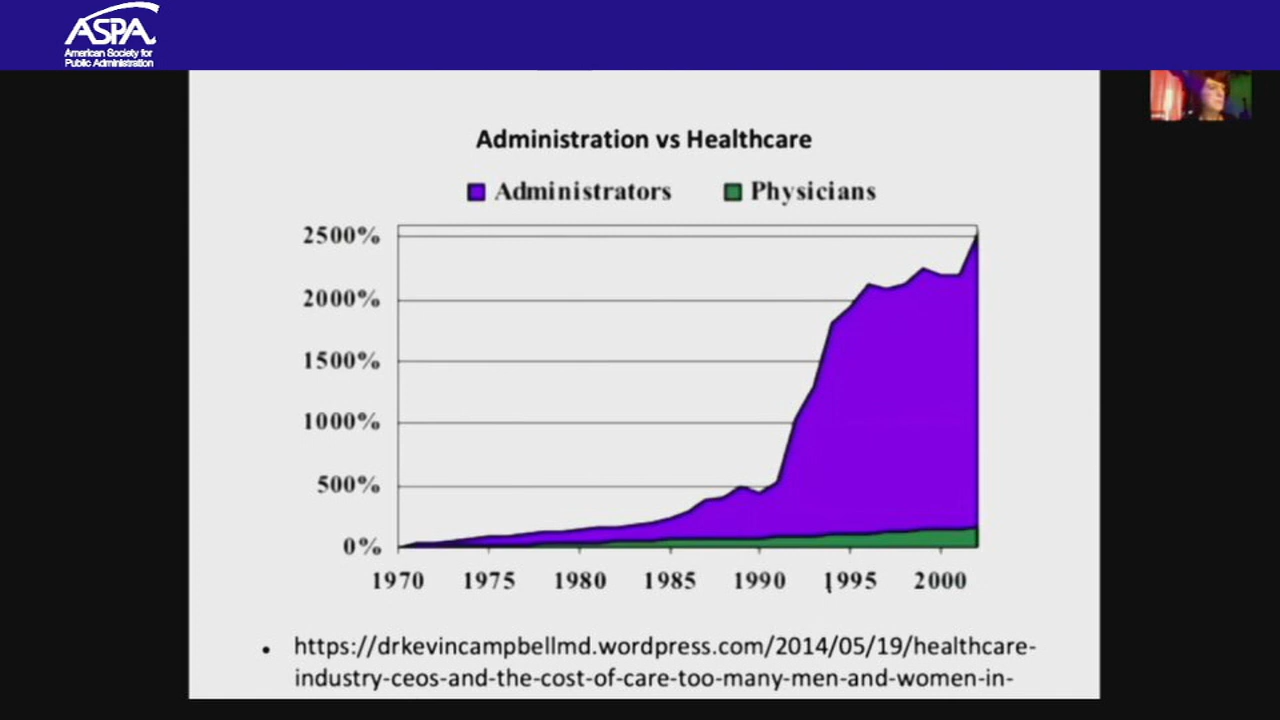 ASPA
American Society for
Public Administration
Administration vs Healthcare
Administrators Physicians
2500%
2000%
1500%
1000%
500%
0%
1970 1975 1980 1985 1990 1995 2000
• https://drkevincampbellmd.wordpress.com/2014/05/19/healthcare-
industry-ceos-and-the-cost-of-care-too-many-men-and-women-in-